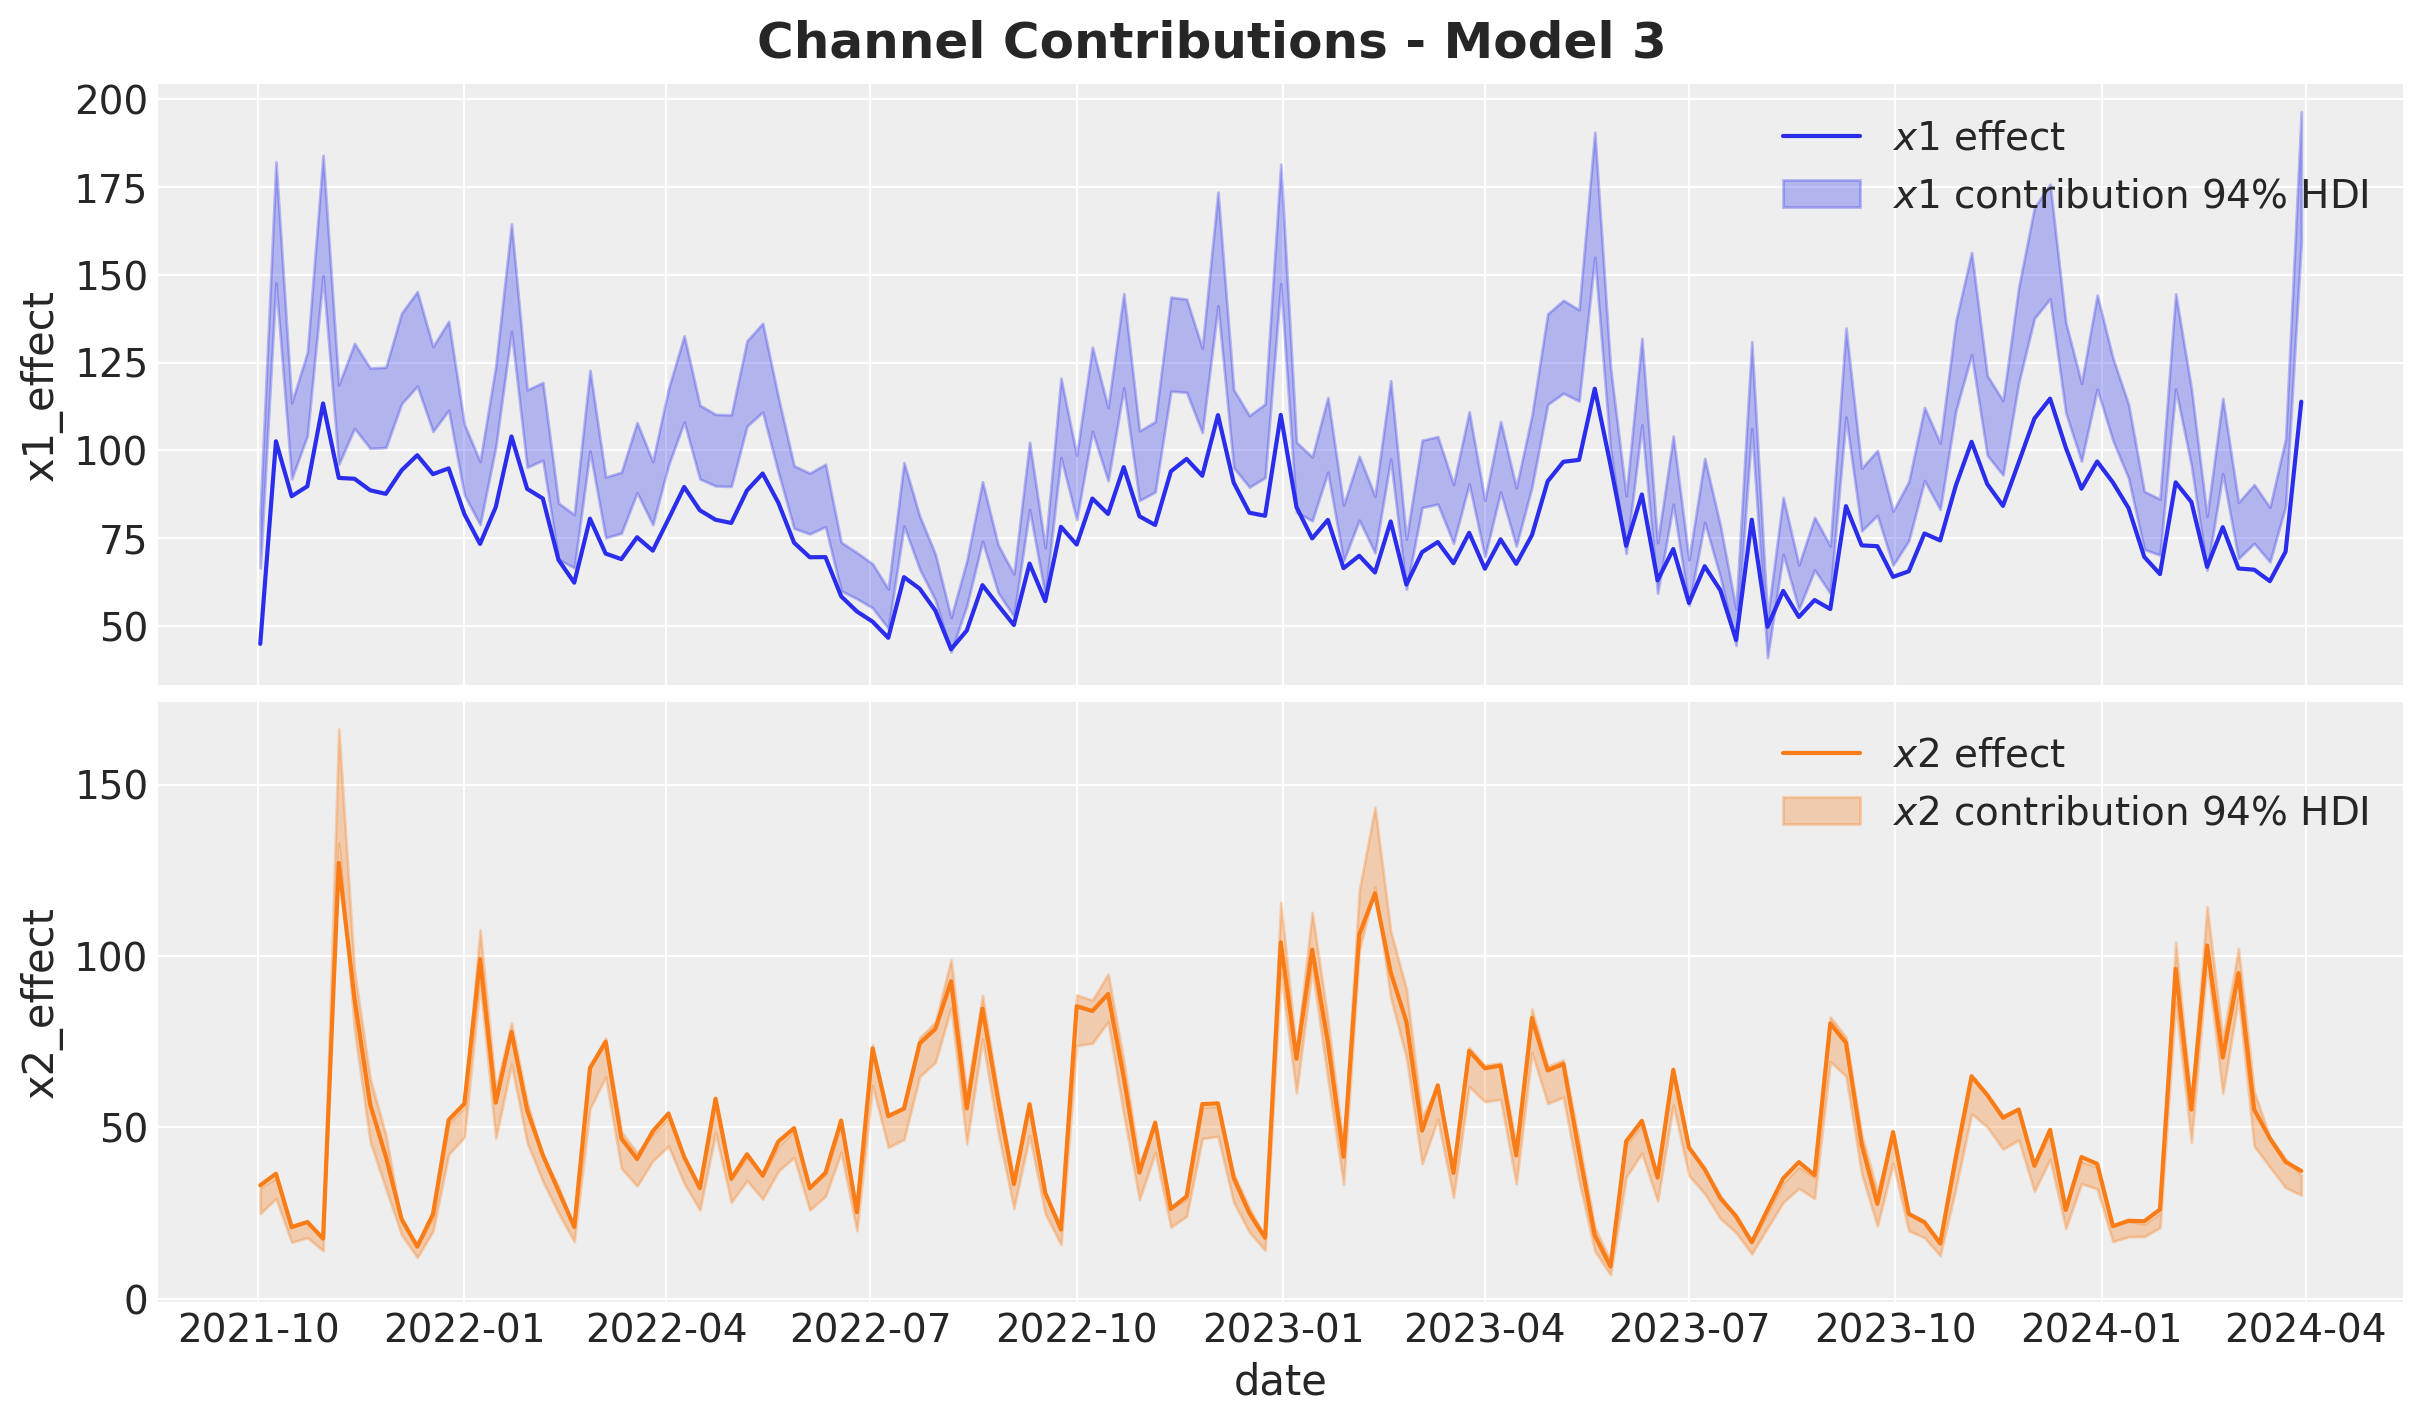 Channel Contributions - Model 3
200
175
150
125
100
75
50
x1_effect
x1 effect
x1 contribution 94% HDI
150
100
50
0
x2_effect
x2 effect
x2 contribution 94% HDI
2021-10 2022-01 2022-04 2022-07 2022-10 2023-01 2023-04 2023-07 2023-10 2024-01 2024-04
date